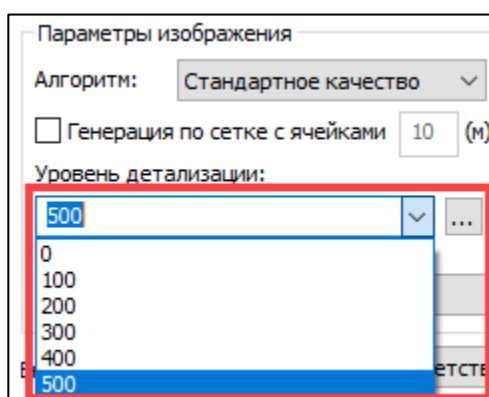 Параметры изображения
Алгоритм: Стандартное качество
Генерация по сетке с ячейками 10 (м)
Уровень детализации:
500 ...
0
100
200
300
400
500